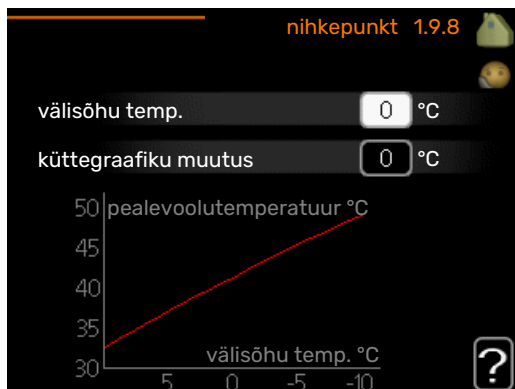 nihkepunkt 1.9.8
välisõhu temp. 0 °C
küttegraafiku muutus 0 °C
50 pealevoolutemperatuur °C
45
40
35
välisõhu temp. °C
30
5 0 -5 -10
?